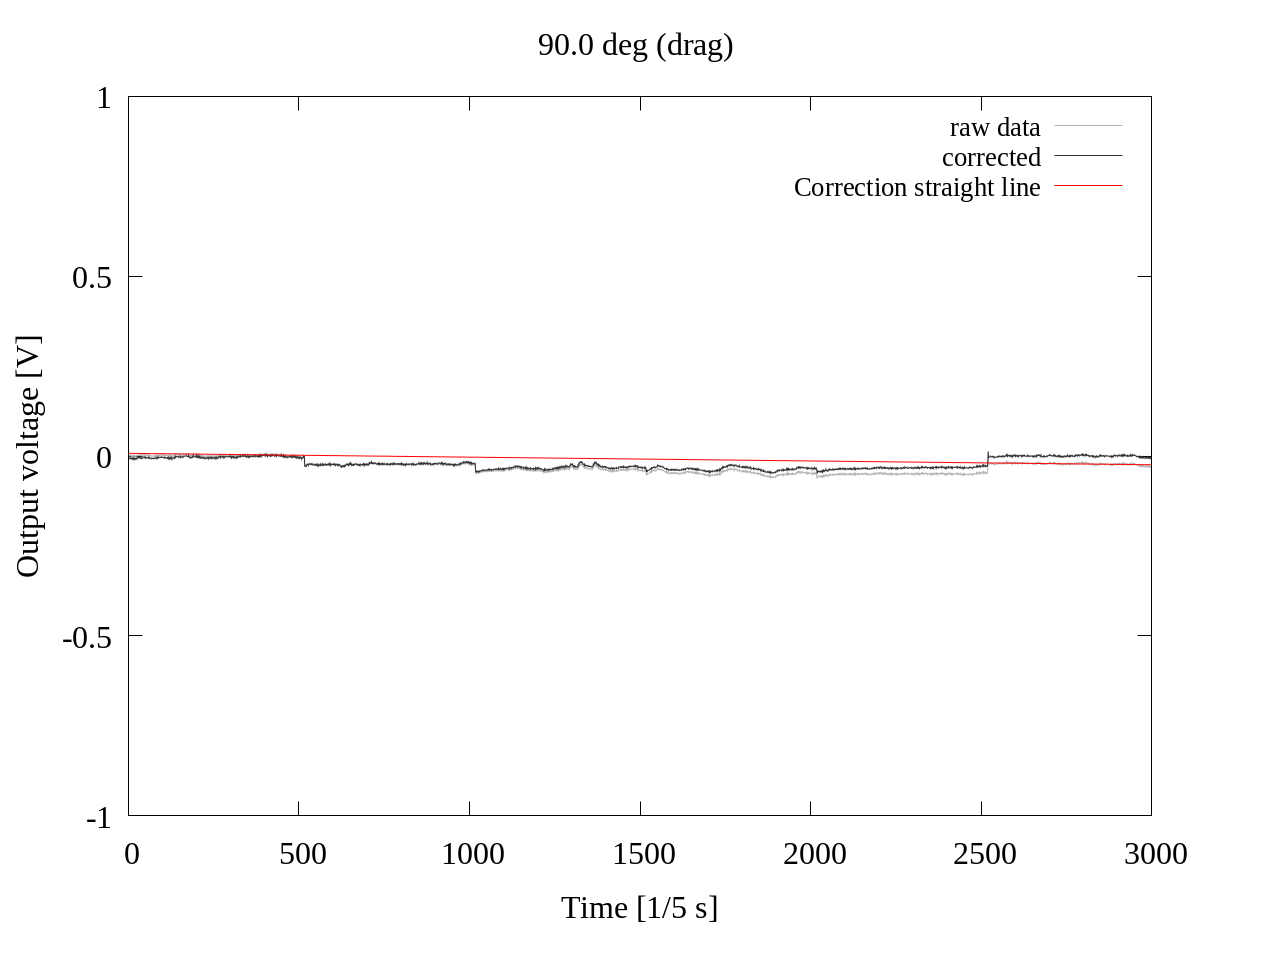 90.0 deg (drag)
1
0.5
0
-0.5
-1
Output voltage [V]
raw data
corrected
Correction straight line
0 500 1000 1500 2000 2500 3000
Time [1/5 s]